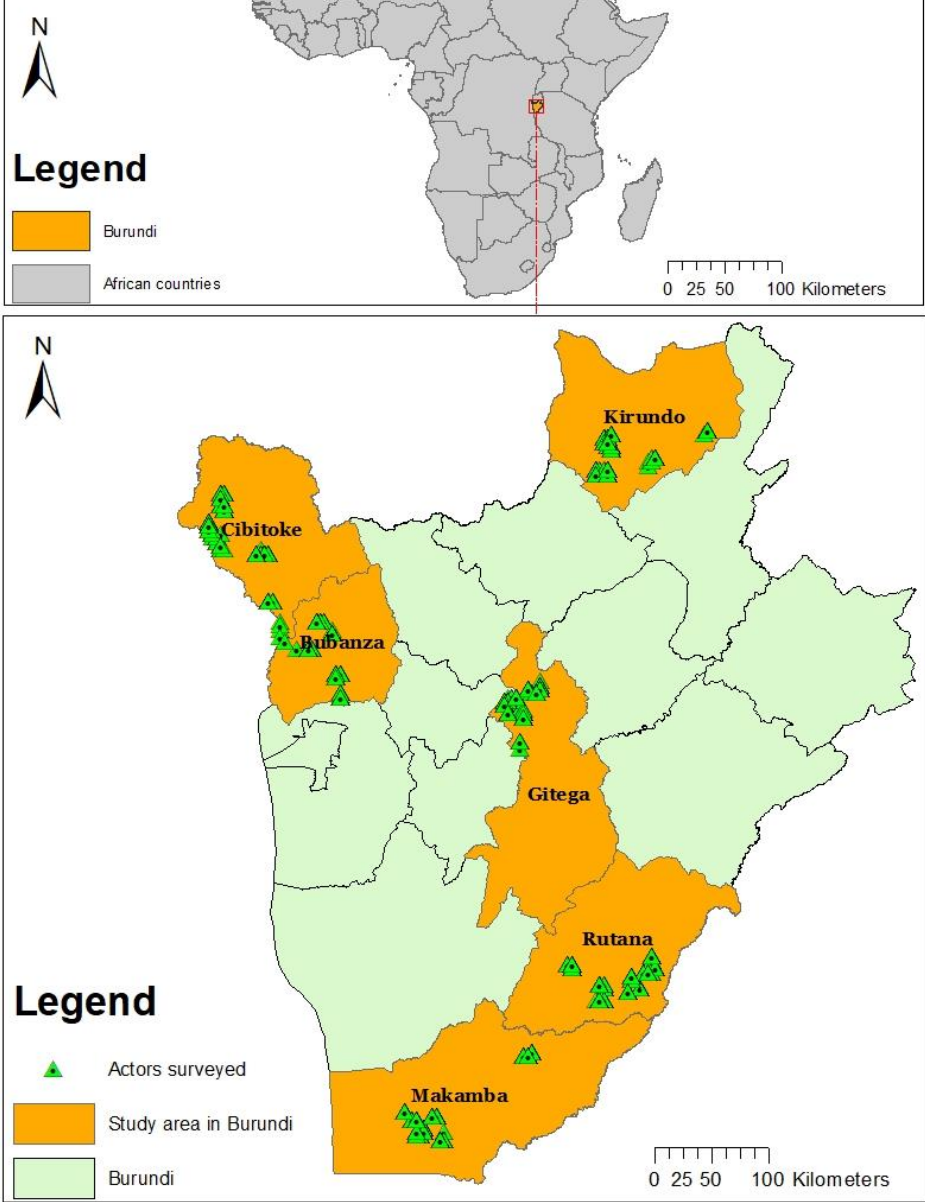 N
Legend
Burundi
African countries
0 25 50 100 Kilometers
N
Kirundo
Cibitoke
Bubanza
Gitega
Rutana
Makamba
Legend
Actors surveyed
Study area in Burundi
Burundi
0 25 50 100 Kilometers